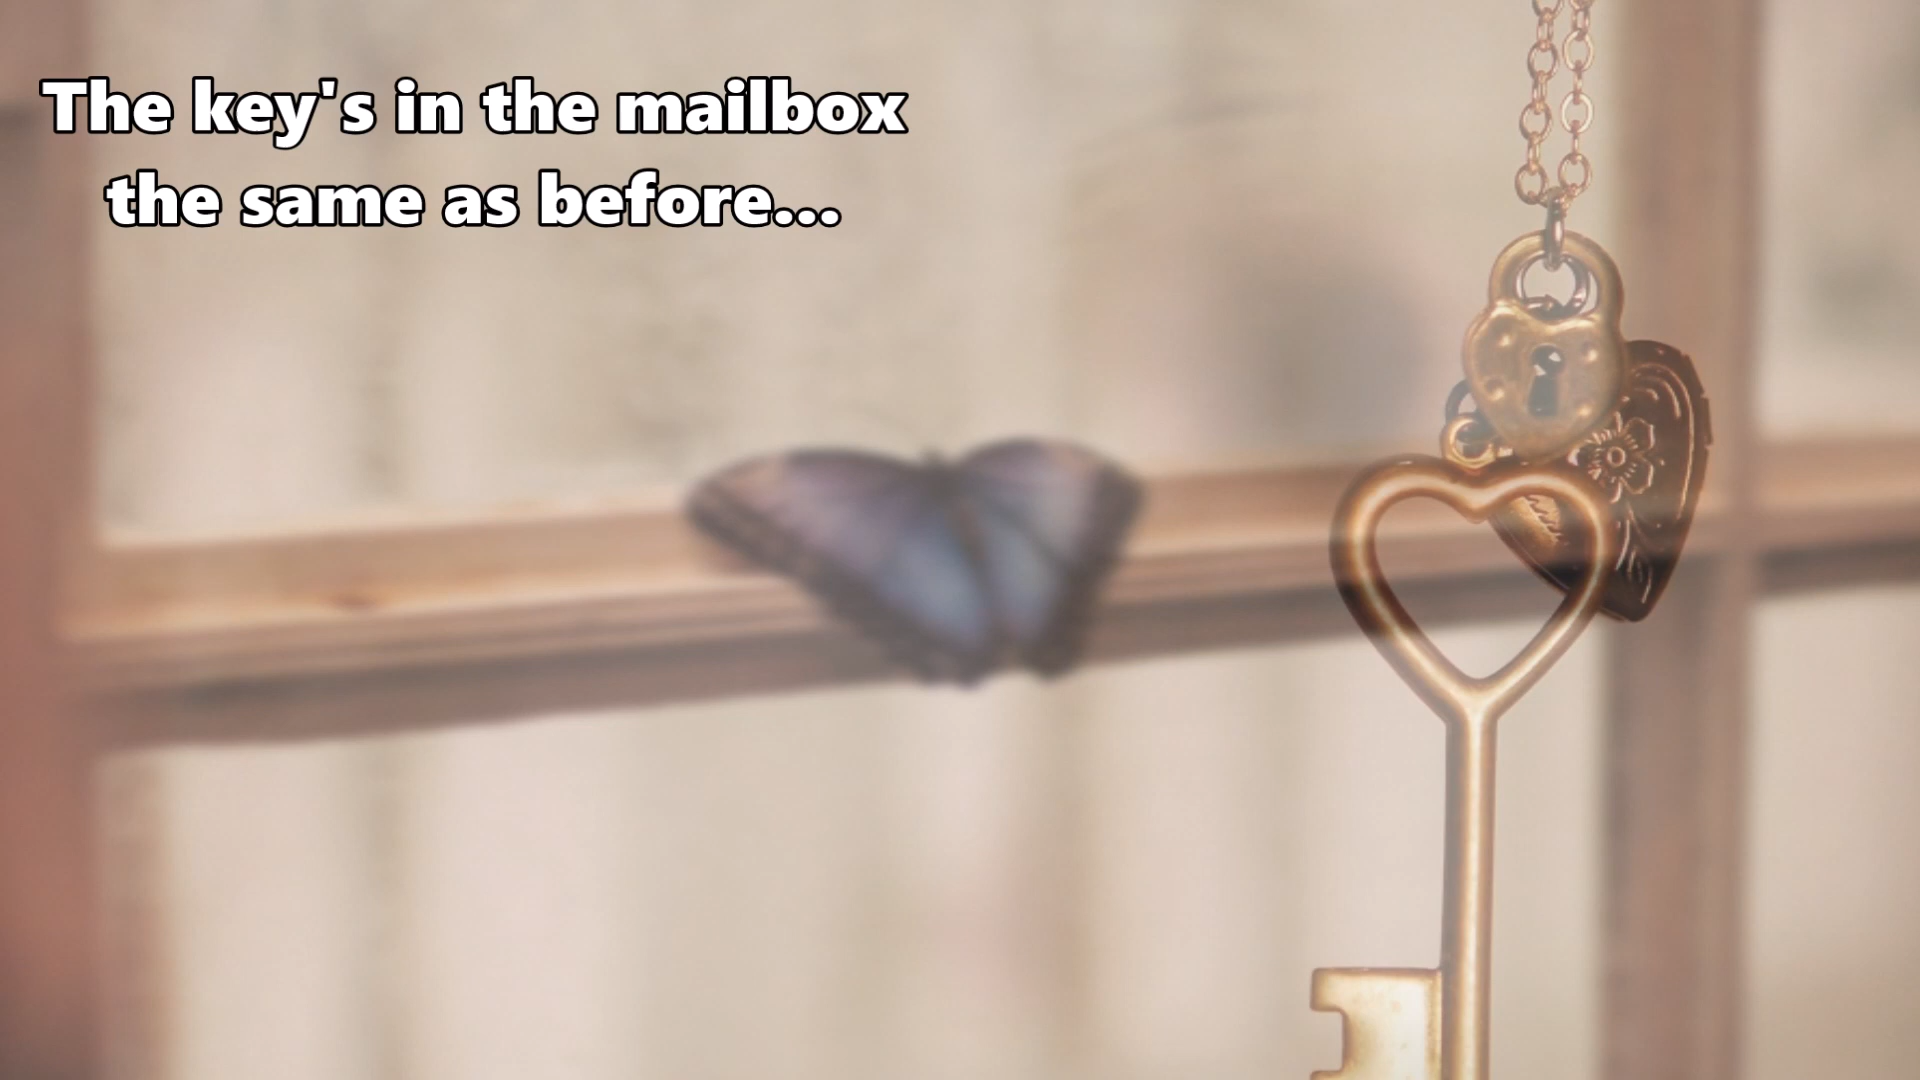 The key's in the mailbox
the same as before...